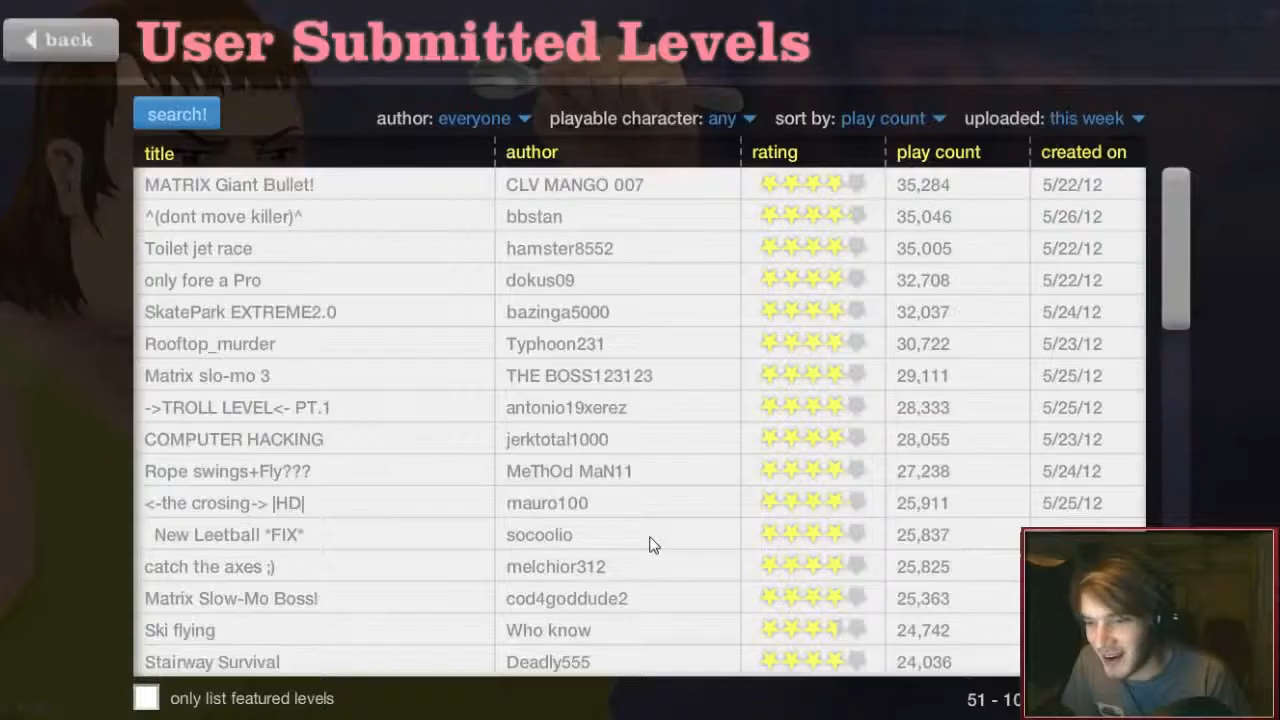 back
User Submitted Levels
search! author: everyone playable character: any sort by: play count uploaded: this week
title author rating play count created on
MATRIX Giant Bullet! CLV MANGO 007 35,284 5/22/12
^(dont move killer)^ bbstan 35,046 5/26/12
Toilet jet race hamster8552 35,005 5/22/12
only fore a Pro dokus09 32,708 5/22/12
SkatePark EXTREME2.0 bazinga5000 32,037 5/24/12
Rooftop_murder Typhoon231 30,722 5/23/12
Matrix slo-mo 3 THE BOSS123123 29,111 5/25/12
->TROLL LEVEL<- PT.1 antonio19xerez 28,333 5/25/12
COMPUTER HACKING jerktotal1000 28,055 5/23/12
Rope swings+Fly??? MeThOd MaN11 27,238 5/24/12
<-the crosing-> |HD| mauro100 25,911 5/25/12
New Leetball *FIX* socoolio 25,837
catch the axes ;) melchior312 25,825
Matrix Slow-Mo Boss! cod4goddude2 25,363
Ski flying Who know 24,742
Stairway Survival Deadly555 24,036
only list featured levels 51 - 10